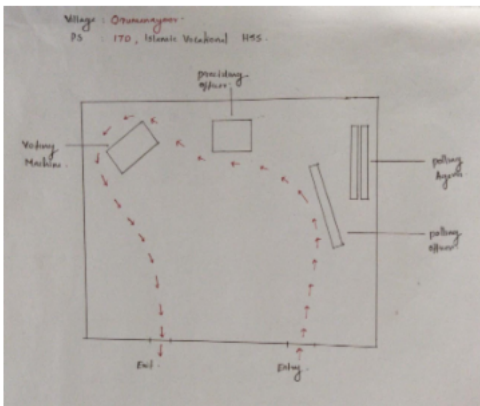 Village : Orumanayoor
PS : 170, Islamic Vocational HSS.
presiding
officer
Voting
Machine
polling
Agents
polling
officer
Exit
Entry